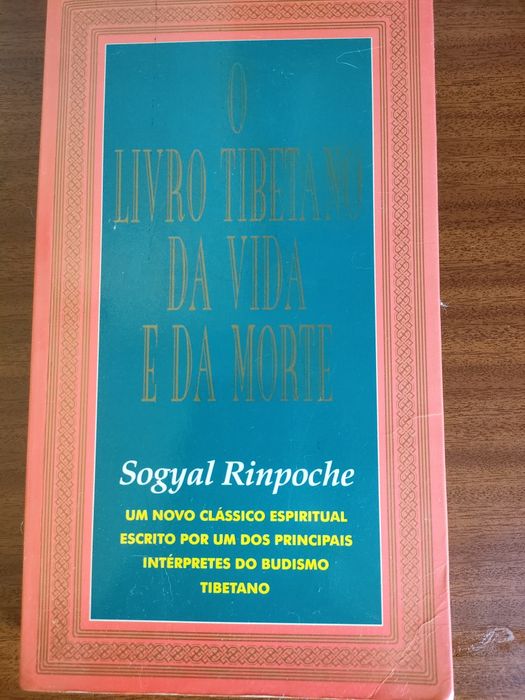 O
LIVRO TIBETANO
DA VIDA
E DA MORTE
Sogyal Rinpoche
UM NOVO CLÁSSICO ESPIRITUAL
ESCRITO POR UM DOS PRINCIPAIS
INTÉRPRETES DO BUDISMO
TIBETANO